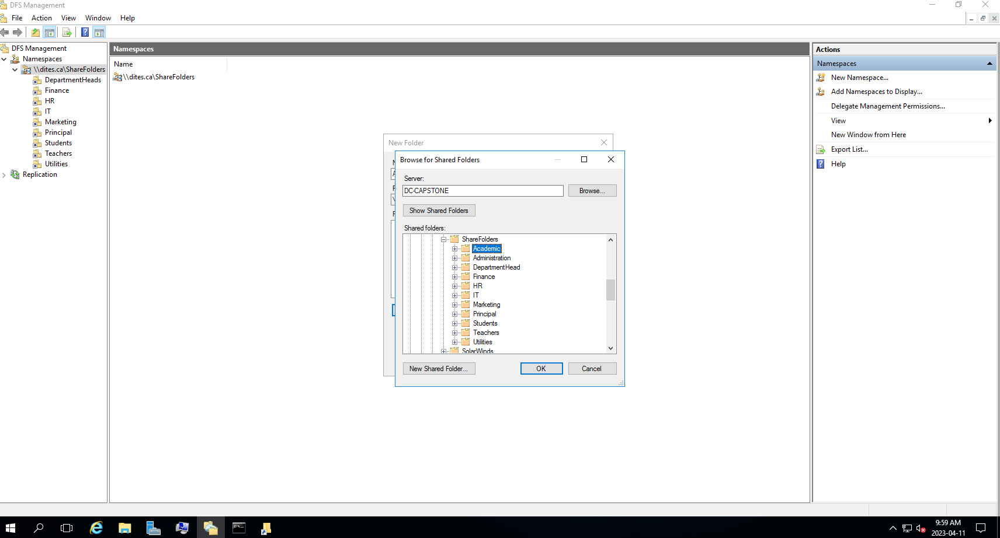 DFS Management
File Action View Window Help
DFS Management
Namespaces
\\dites.ca\ShareFolders
DepartmentHeads
Finance
HR
IT
Marketing
Principal
Students
Teachers
Utilities
Replication
Namespaces
Name
\\dites.ca\ShareFolders
New Folder
Browse for Shared Folders
Server:
DC-CAPSTONE
Browse...
Show Shared Folders
Shared folders:
ShareFolders
Academic
Administration
DepartmentHead
Finance
HR
IT
Marketing
Principal
Students
Teachers
Utilities
SolarWinds
New Shared Folder...
OK
Cancel
Actions
Namespaces
New Namespace...
Add Namespaces to Display...
Delegate Management Permissions...
View
New Window from Here
Export List...
Help
9:59 AM
2023-04-11